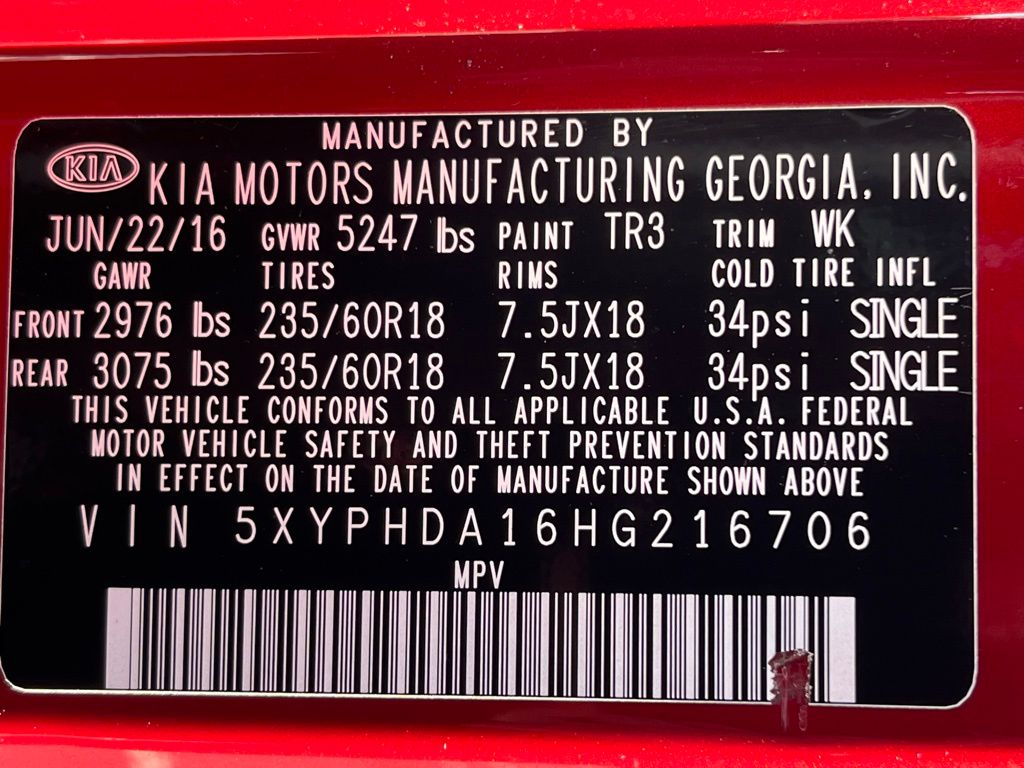 MANUFACTURED BY
KIA KIA MOTORS MANUFACTURING GEORGIA, INC.
JUN/22/16 GVWR 5247 lbs PAINT TR3 TRIM WK
GAWR TIRES RIMS COLD TIRE INFL
FRONT 2976 lbs 235/60R18 7.5JX18 34psi SINGLE
REAR 3075 lbs 235/60R18 7.5JX18 34psi SINGLE
THIS VEHICLE CONFORMS TO ALL APPLICABLE U.S.A. FEDERAL
MOTOR VEHICLE SAFETY AND THEFT PREVENTION STANDARDS
IN EFFECT ON THE DATE OF MANUFACTURE SHOWN ABOVE
VIN 5XYPHDA16HG216706
MPV